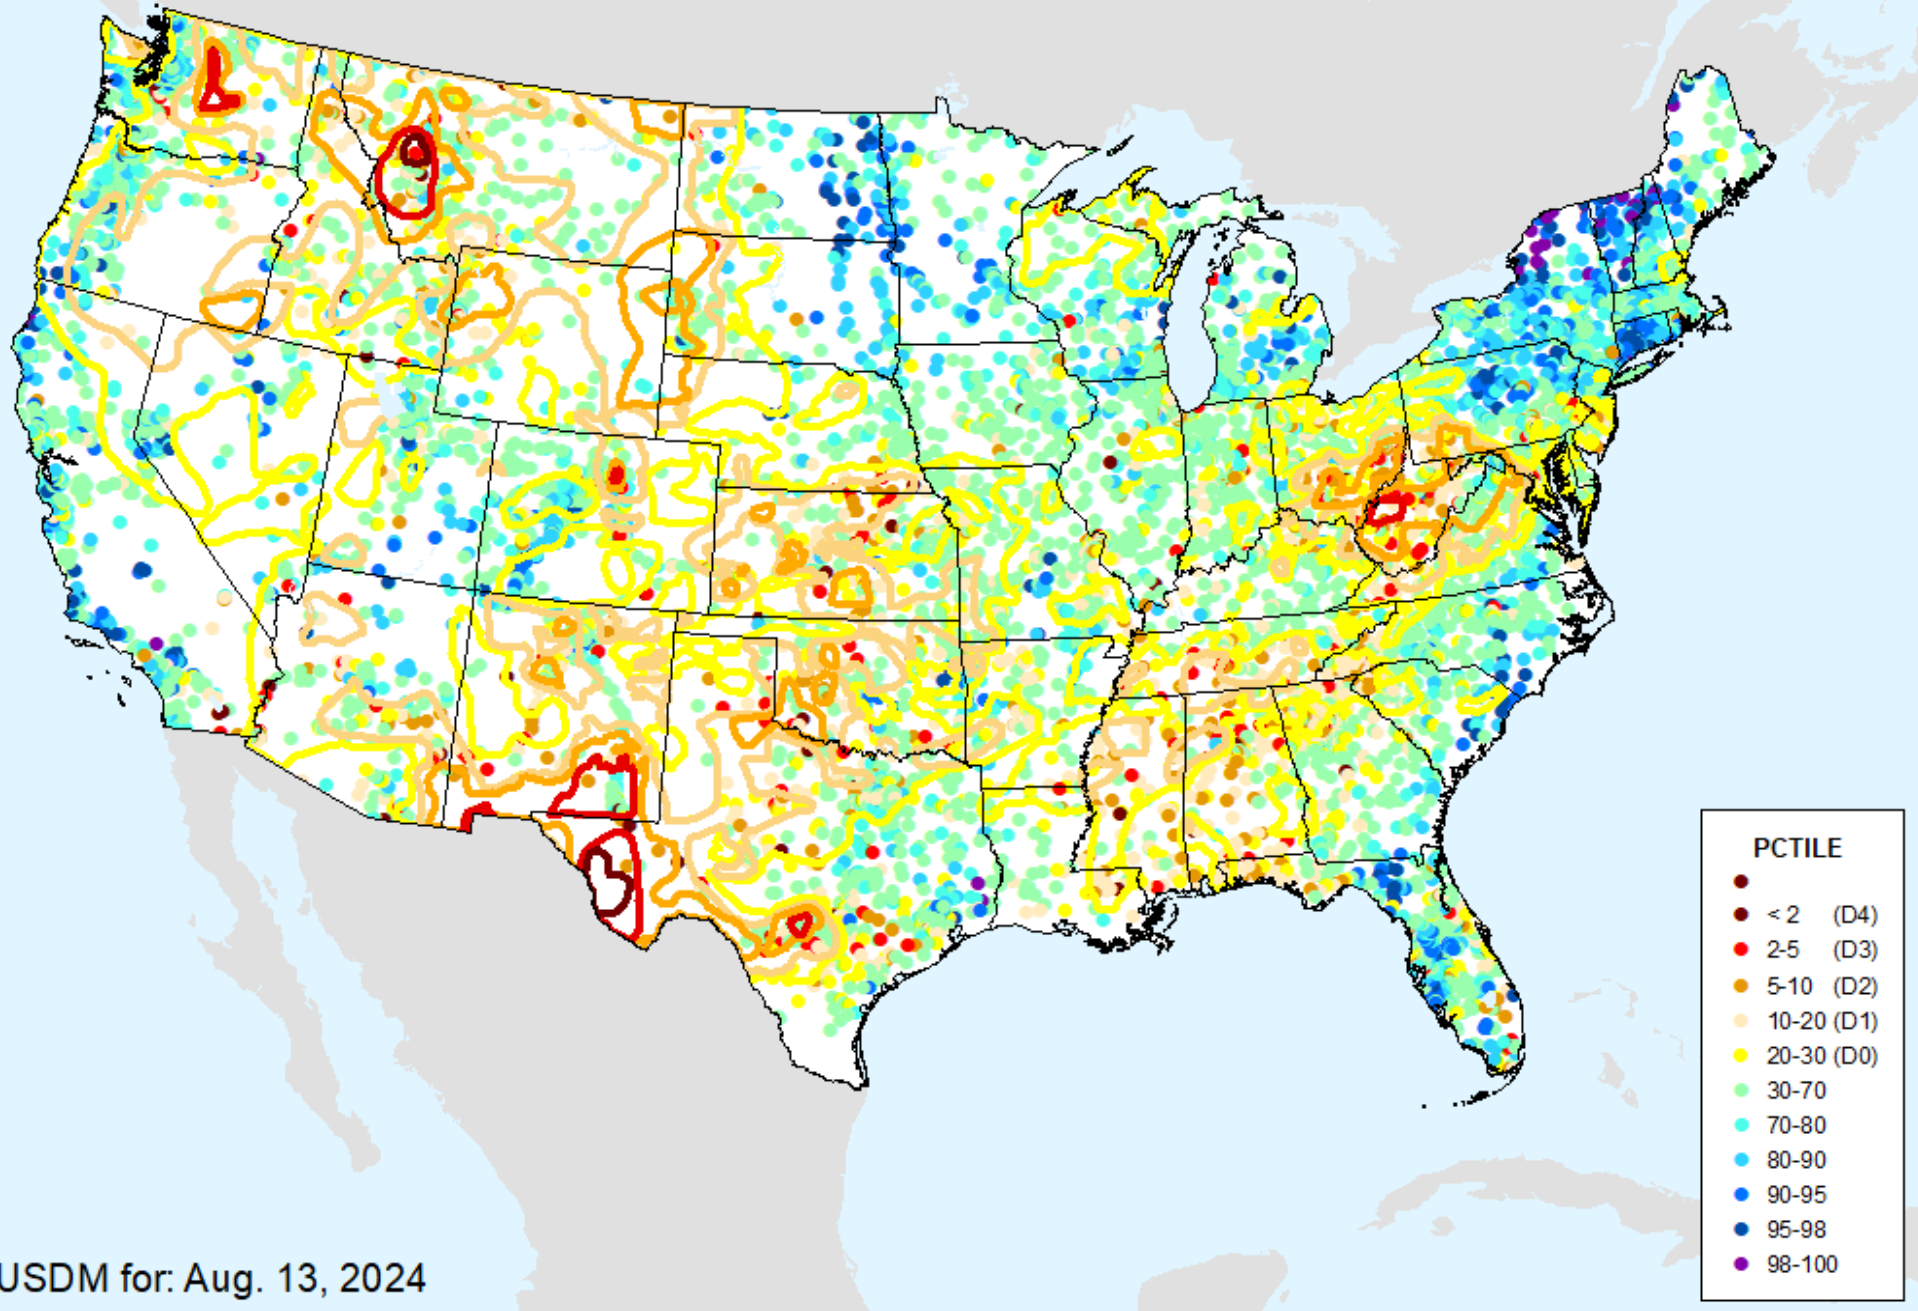 PCTILE
< 2 (D4)
2-5 (D3)
5-10 (D2)
10-20 (D1)
20-30 (D0)
30-70
70-80
80-90
90-95
95-98
98-100
USDM for: Aug. 13, 2024